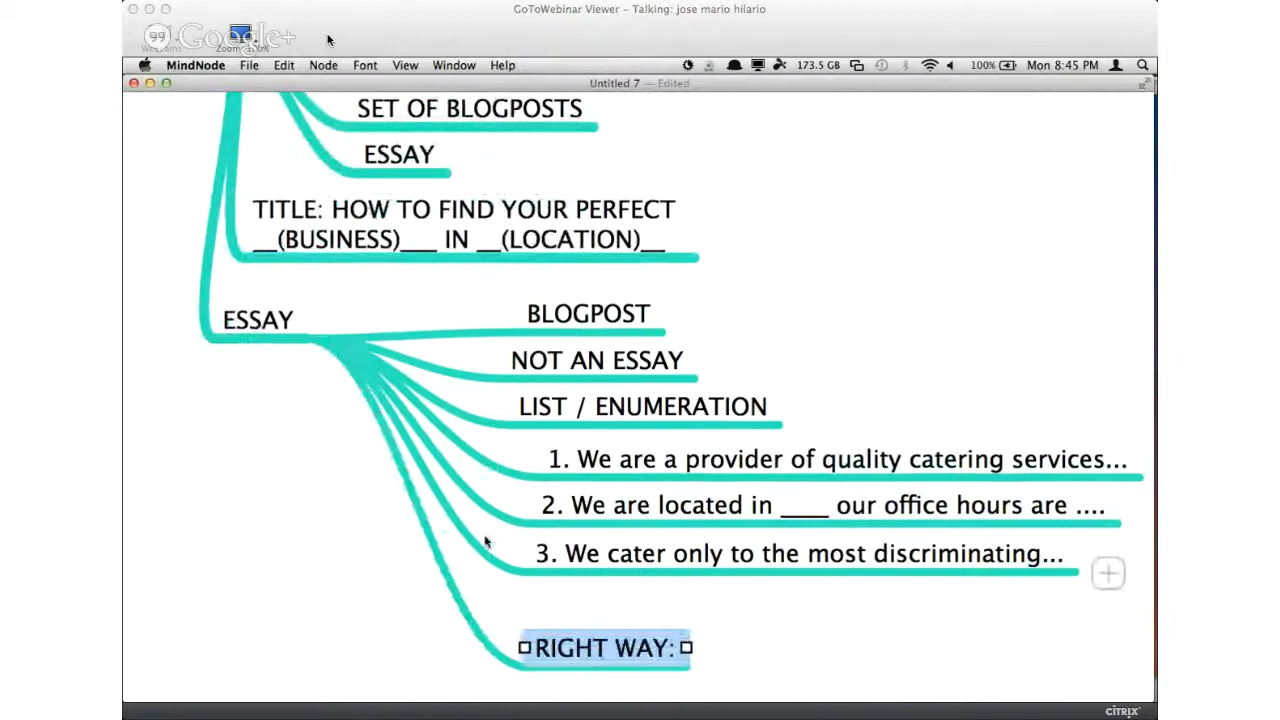 GoToWebinar Viewer – Talking: jose mario hilario
Google+
MindNode File Edit Node Font View Window Help 173.5 GB 100% Mon 8:45 PM
Untitled 7 — Edited
SET OF BLOGPOSTS
ESSAY
TITLE: HOW TO FIND YOUR PERFECT
__(BUSINESS)___ IN __(LOCATION)__
ESSAY
BLOGPOST
NOT AN ESSAY
LIST / ENUMERATION
1. We are a provider of quality catering services...
2. We are located in ____ our office hours are ....
3. We cater only to the most discriminating...
RIGHT WAY:
CITRIX